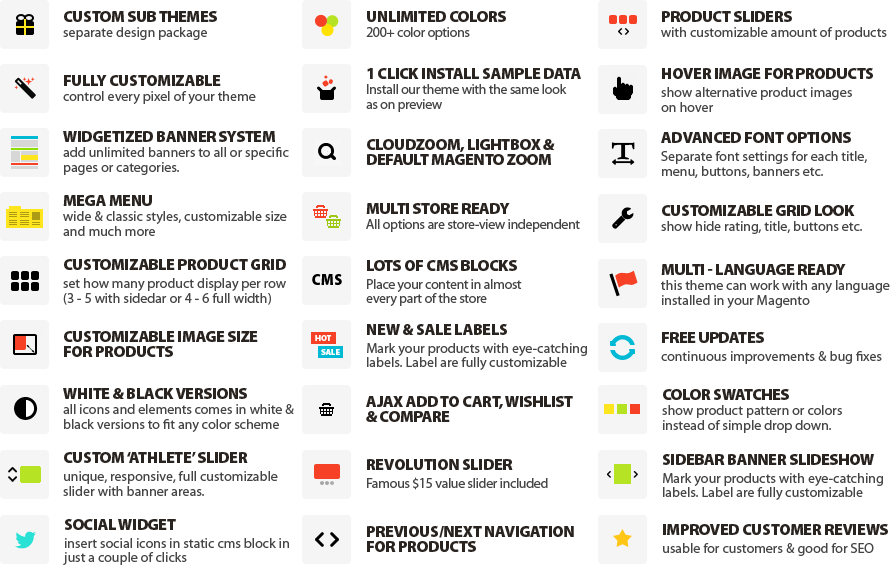 CUSTOM SUB THEMES
separate design package
FULLY CUSTOMIZABLE
control every pixel of your theme
WIDGETIZED BANNER SYSTEM
add unlimited banners to all or specific
pages or categories.
MEGA MENU
wide & classic styles, customizable size
and much more
CUSTOMIZABLE PRODUCT GRID
set how many product display per row
(3 - 5 with sidedar or 4 - 6 full width)
CUSTOMIZABLE IMAGE SIZE
FOR PRODUCTS
WHITE & BLACK VERSIONS
all icons and elements comes in white &
black versions to fit any color scheme
CUSTOM ‘ATHLETE’ SLIDER
unique, responsive, full customizable
slider with banner areas.
SOCIAL WIDGET
insert social icons in static cms block in
just a couple of clicks
UNLIMITED COLORS
200+ color options
1 CLICK INSTALL SAMPLE DATA
Install our theme with the same look
as on preview
CLOUDZOOM, LIGHTBOX &
DEFAULT MAGENTO ZOOM
MULTI STORE READY
All options are store-view independent
CMS
LOTS OF CMS BLOCKS
Place your content in almost
every part of the store
HOT
SALE
NEW & SALE LABELS
Mark your products with eye-catching
labels. Label are fully customizable
AJAX ADD TO CART, WISHLIST
& COMPARE
REVOLUTION SLIDER
Famous $15 value slider included
PREVIOUS/NEXT NAVIGATION
FOR PRODUCTS
PRODUCT SLIDERS
with customizable amount of products
HOVER IMAGE FOR PRODUCTS
show alternative product images
on hover
T
ADVANCED FONT OPTIONS
Separate font settings for each title,
menu, buttons, banners etc.
CUSTOMIZABLE GRID LOOK
show hide rating, title, buttons etc.
MULTI - LANGUAGE READY
this theme can work with any language
installed in your Magento
FREE UPDATES
continuous improvements & bug fixes
COLOR SWATCHES
show product pattern or colors
instead of simple drop down.
SIDEBAR BANNER SLIDESHOW
Mark your products with eye-catching
labels. Label are fully customizable
IMPROVED CUSTOMER REVIEWS
usable for customers & good for SEO